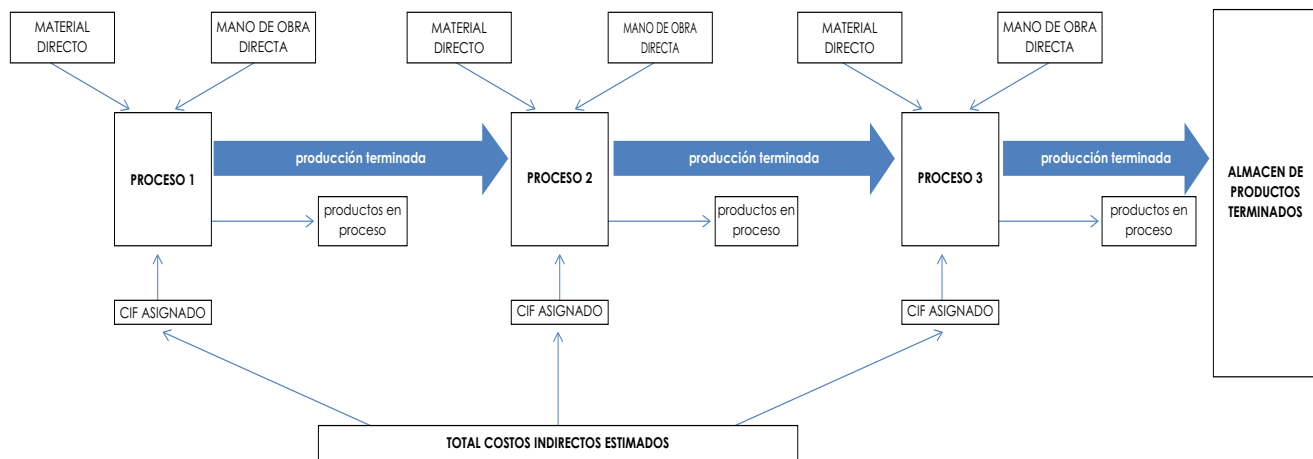 MATERIAL
DIRECTO
MANO DE OBRA
DIRECTA
MATERIAL
DIRECTO
MANO DE OBRA
DIRECTA
MATERIAL
DIRECTO
MANO DE OBRA
DIRECTA
PROCESO 1
producción terminada
productos en
proceso
PROCESO 2
producción terminada
productos en
proceso
PROCESO 3
producción terminada
productos en
proceso
ALMACEN DE
PRODUCTOS
TERMINADOS
CIF ASIGNADO
CIF ASIGNADO
CIF ASIGNADO
TOTAL COSTOS INDIRECTOS ESTIMADOS